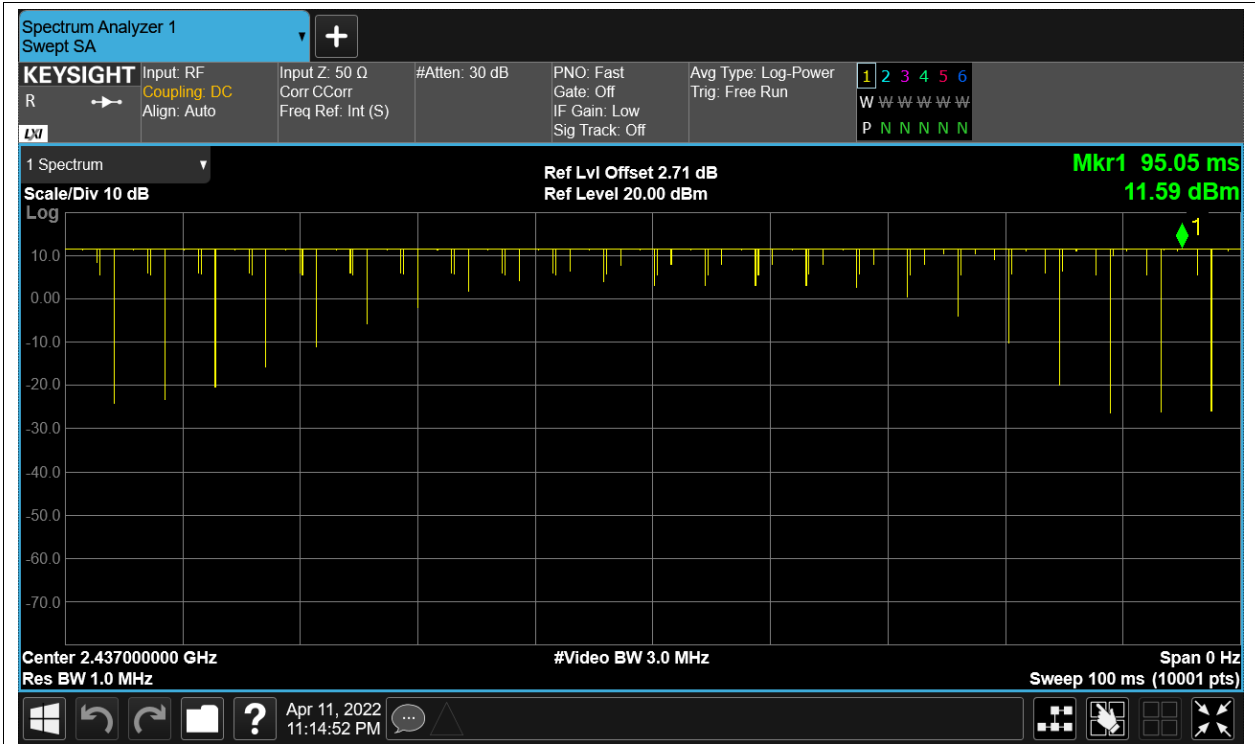 Spectrum Analyzer 1
Swept SA
KEYSIGHT
R
LXI
Input: RF
Coupling: DC
Align: Auto
Input Z: 50 Ω
Corr CCorr
Freq Ref: Int (S)
#Atten: 30 dB
PNO: Fast
Gate: Off
IF Gain: Low
Sig Track: Off
Avg Type: Log-Power
Trig: Free Run
1 2 3 4 5 6
W W W W W W
P N N N N N
1 Spectrum
Scale/Div 10 dB
Ref Lvl Offset 2.71 dB
Ref Level 20.00 dBm
Mkr1 95.05 ms
11.59 dBm
Log
1
10.0
0.00
-10.0
-20.0
-30.0
-40.0
-50.0
-60.0
-70.0
Center 2.437000000 GHz
Res BW 1.0 MHz
#Video BW 3.0 MHz
Span 0 Hz
Sweep 100 ms (10001 pts)
?
Apr 11, 2022
11:14:52 PM